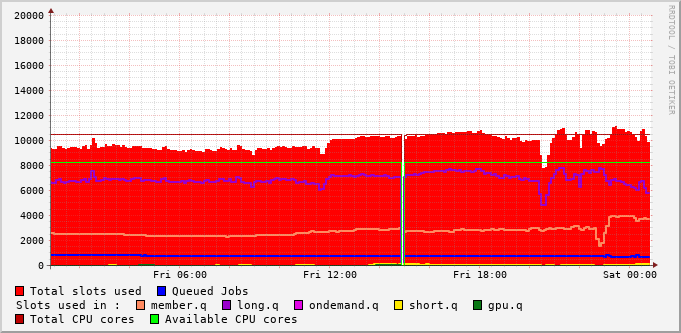 20000
18000
16000
14000
12000
10000
8000
6000
4000
2000
0
Fri 06:00 Fri 12:00 Fri 18:00 Sat 00:00
RRDTOOL / TOBI OETIKER
Total slots used Queued Jobs
Slots used in : member.q long.q ondemand.q short.q gpu.q
Total CPU cores Available CPU cores